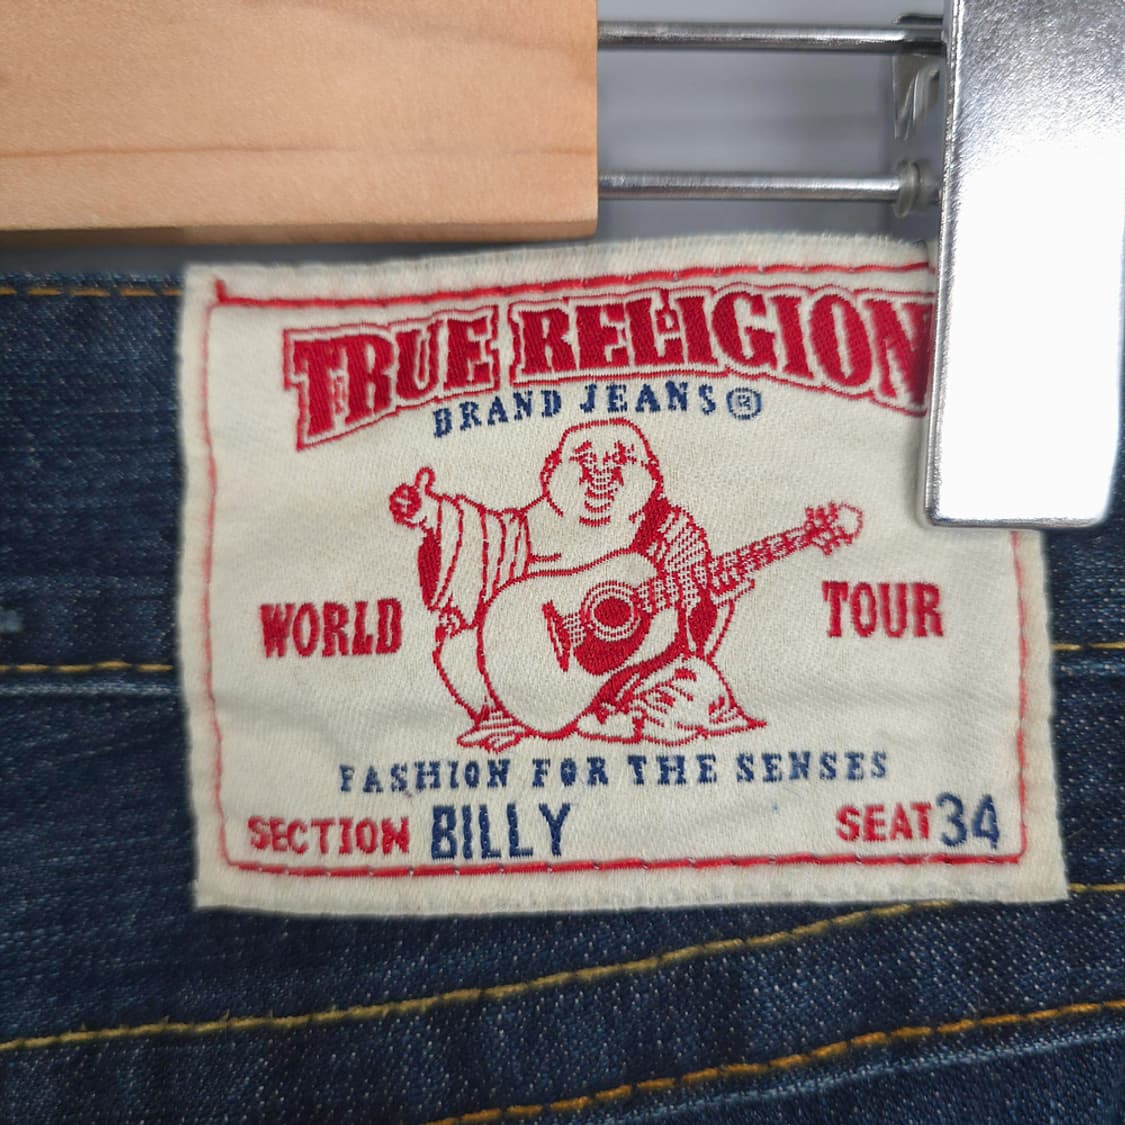 TRUE RELIGION
BRAND JEANS®
WORLD TOUR
FASHION FOR THE SENSES
SECTION BILLY SEAT 34